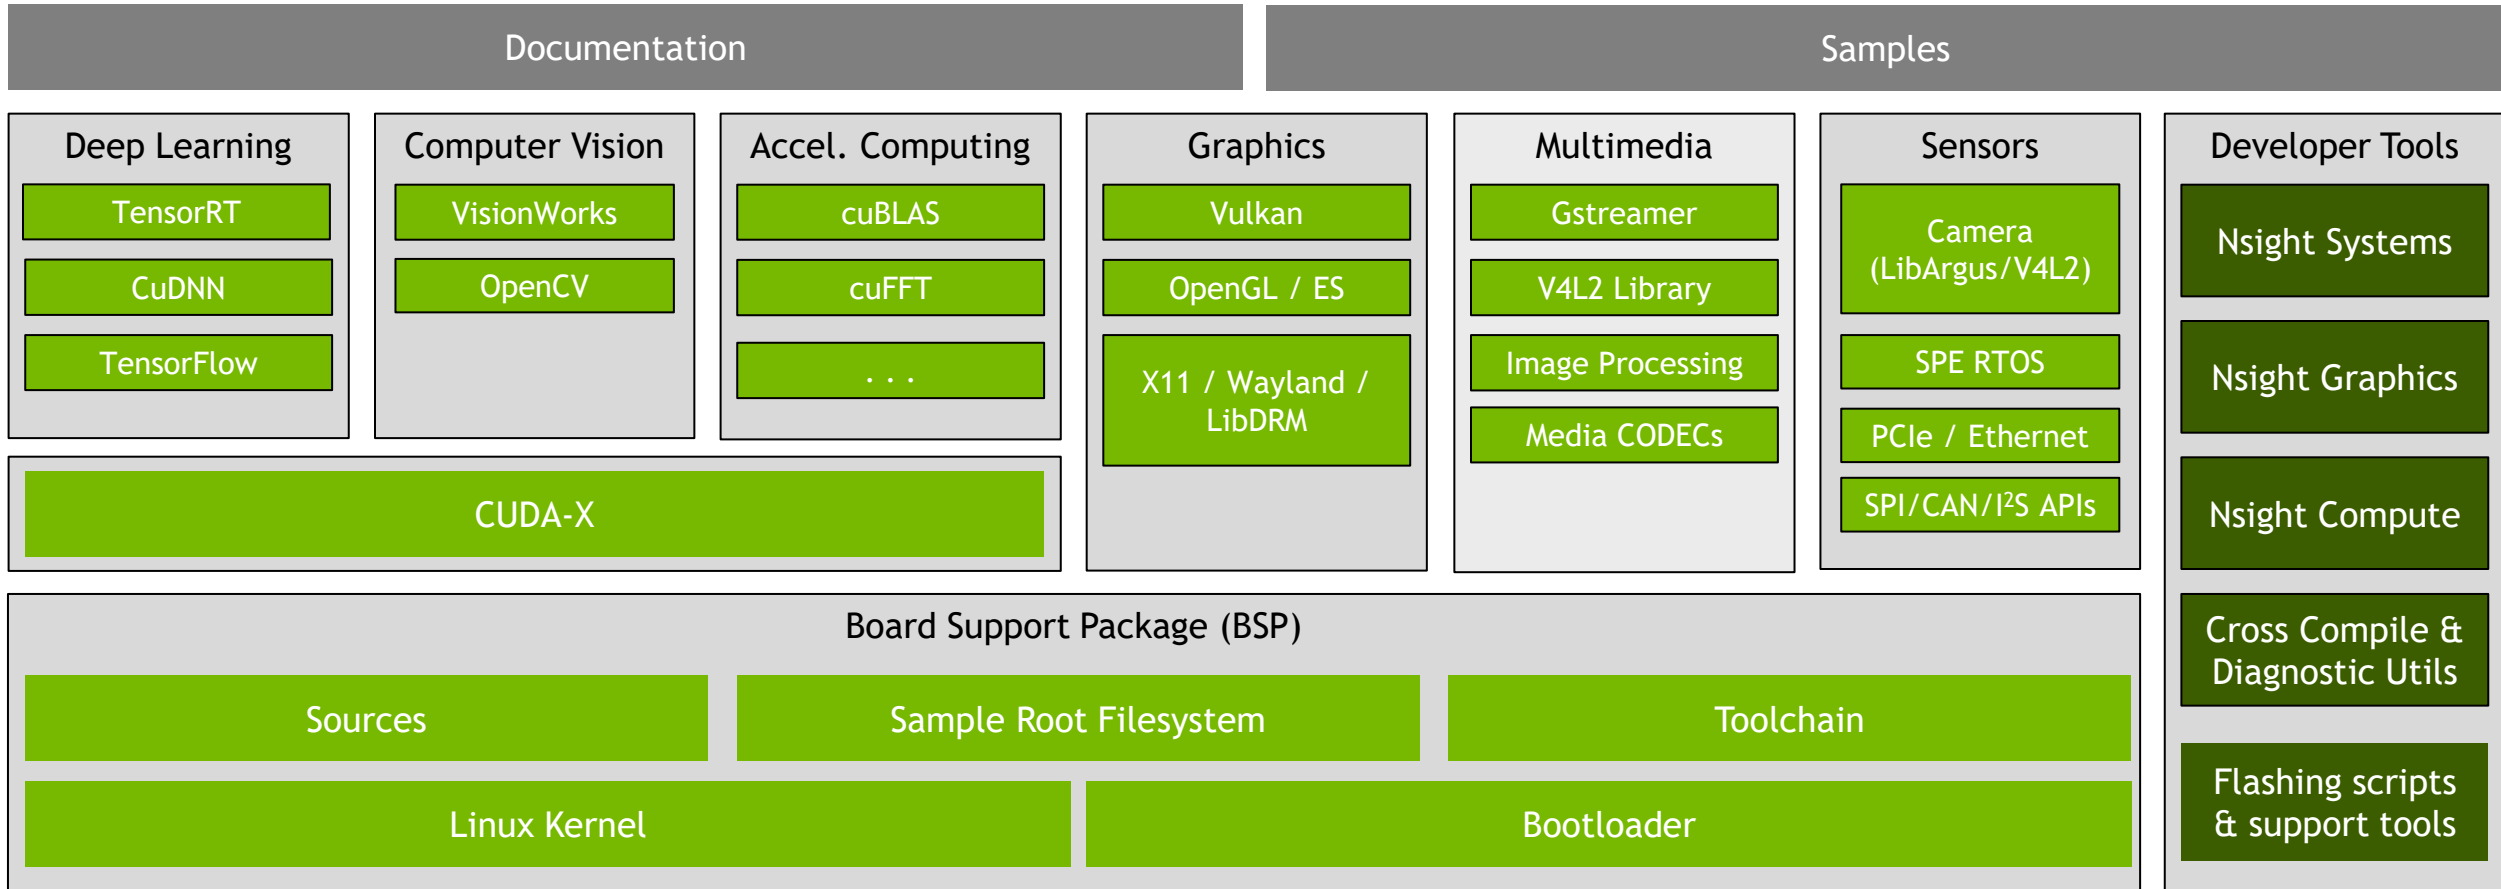 Documentation
Samples
Deep Learning
TensorRT
CuDNN
TensorFlow
Computer Vision
VisionWorks
OpenCV
Accel. Computing
cuBLAS
cuFFT
. . .
CUDA-X
Graphics
Vulkan
OpenGL / ES
X11 / Wayland /
LibDRM
Multimedia
Gstreamer
V4L2 Library
Image Processing
Media CODECs
Sensors
Camera
(LibArgus/V4L2)
SPE RTOS
PCIe / Ethernet
SPI/CAN/I²S APIs
Developer Tools
Nsight Systems
Nsight Graphics
Nsight Compute
Cross Compile &
Diagnostic Utils
Flashing scripts
& support tools
Board Support Package (BSP)
Sources
Sample Root Filesystem
Toolchain
Linux Kernel
Bootloader